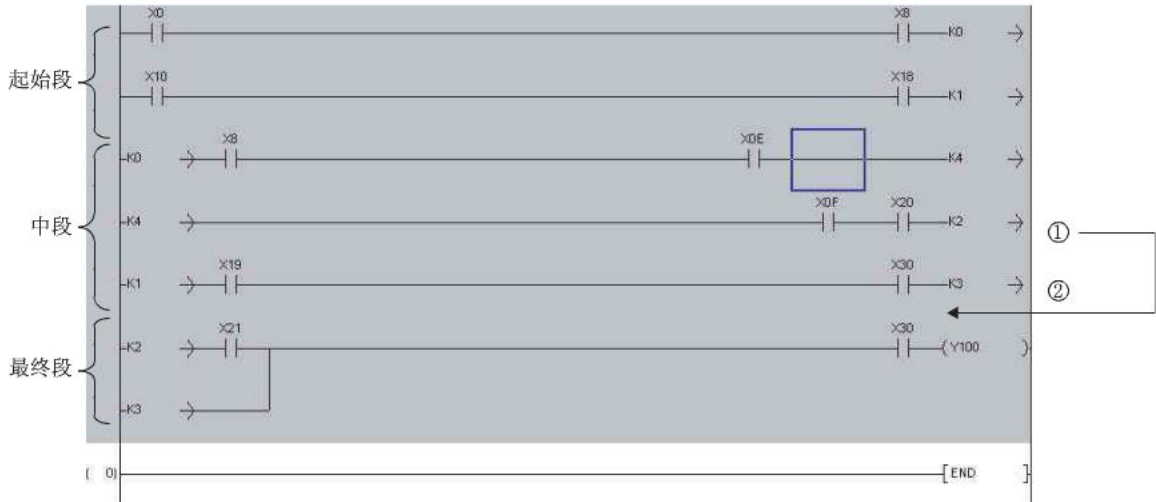 X0 X8
K0
起始段
X10 X18
K1
X8 X0E
K0 K4
中段
X0F X20
K4 K2
①
X19 X30
K1 K3
②
X21 X30
K2 (Y100 )
最终段
K3
( 0) [END ]